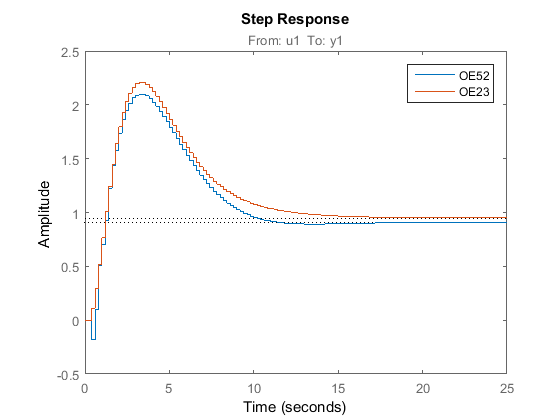 Step Response
From: u1 To: y1
OE52
OE23
Amplitude
2.5
2
1.5
1
0.5
0
-0.5
0 5 10 15 20 25
Time (seconds)